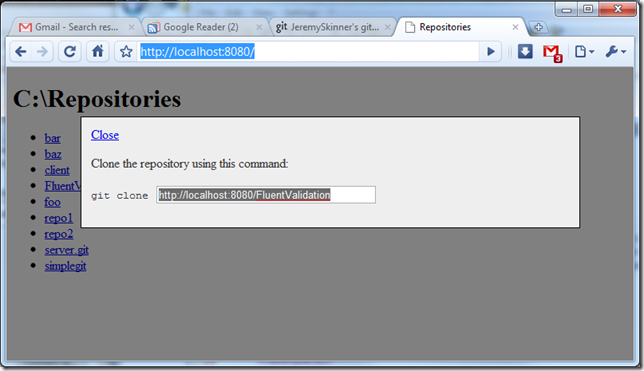 Gmail - Search res...
Google Reader (2)
git JeremySkinner's git...
Repositories
http://localhost:8080/
3
C:\Repositories
bar
baz
client
FluentV
foo
repo1
repo2
server.git
simplegit
Close
Clone the repository using this command:
git clone http://localhost:8080/FluentValidation